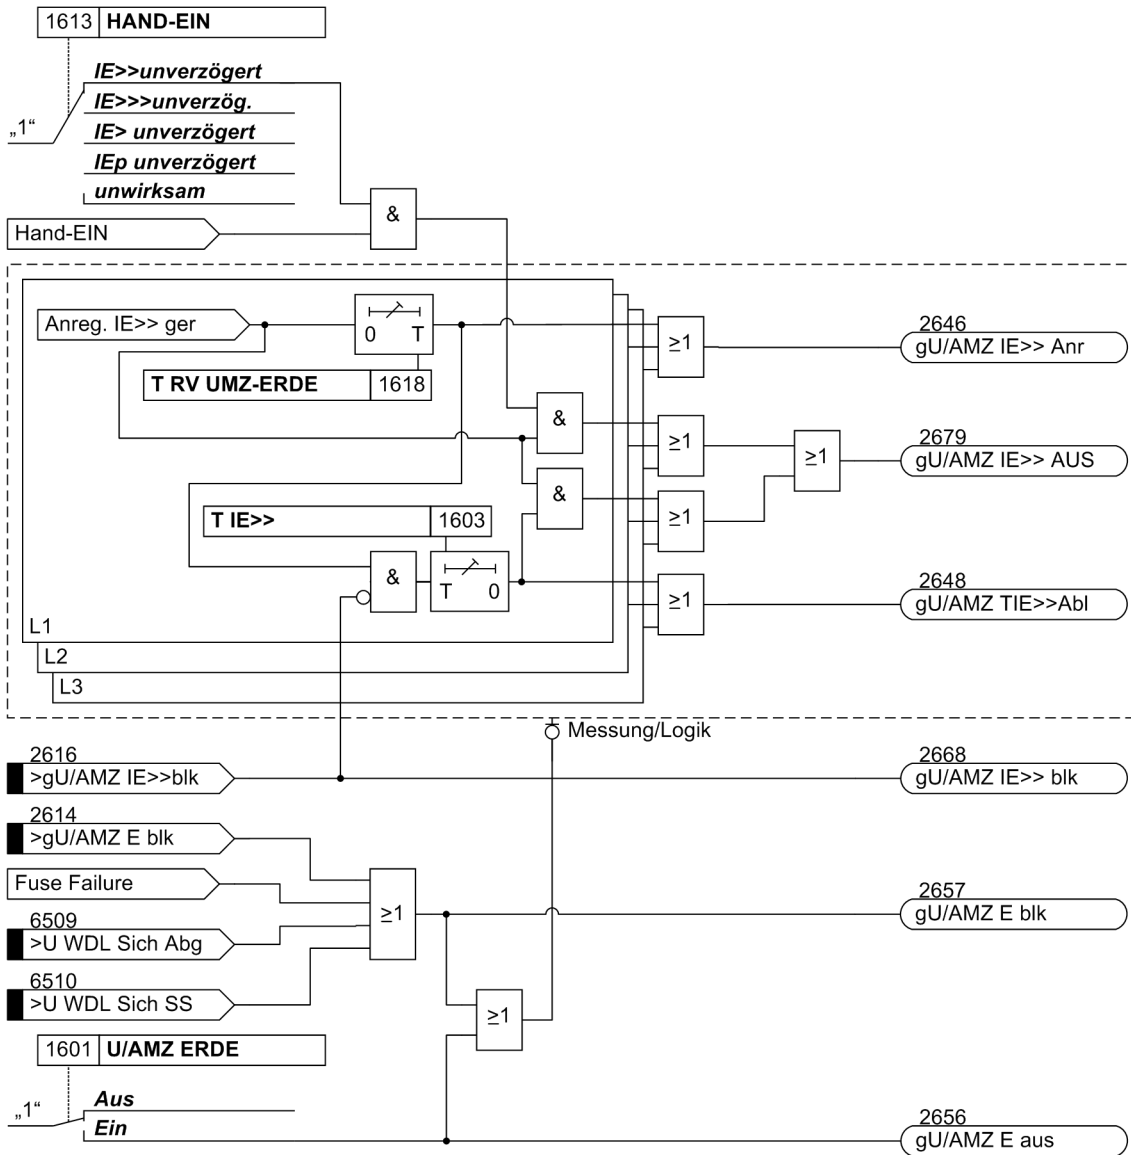 1613 HAND-EIN
IE>>unverzögert
IE>>>unverzög.
„1“
IE> unverzögert
IEp unverzögert
unwirksam
&
Hand-EIN
Anreg. IE>> ger
0 T
T RV UMZ-ERDE 1618
≥1
2646
gU/AMZ IE>> Anr
&
≥1
≥1
2679
gU/AMZ IE>> AUS
&
≥1
T IE>> 1603
&
T 0
≥1
2648
gU/AMZ TIE>>Abl
L1
L2
L3
Messung/Logik
2616
>gU/AMZ IE>>blk
2668
gU/AMZ IE>> blk
2614
>gU/AMZ E blk
Fuse Failure
≥1
2657
gU/AMZ E blk
6509
>U WDL Sich Abg
6510
>U WDL Sich SS
≥1
1601 U/AMZ ERDE
„1“
Aus
Ein
2656
gU/AMZ E aus